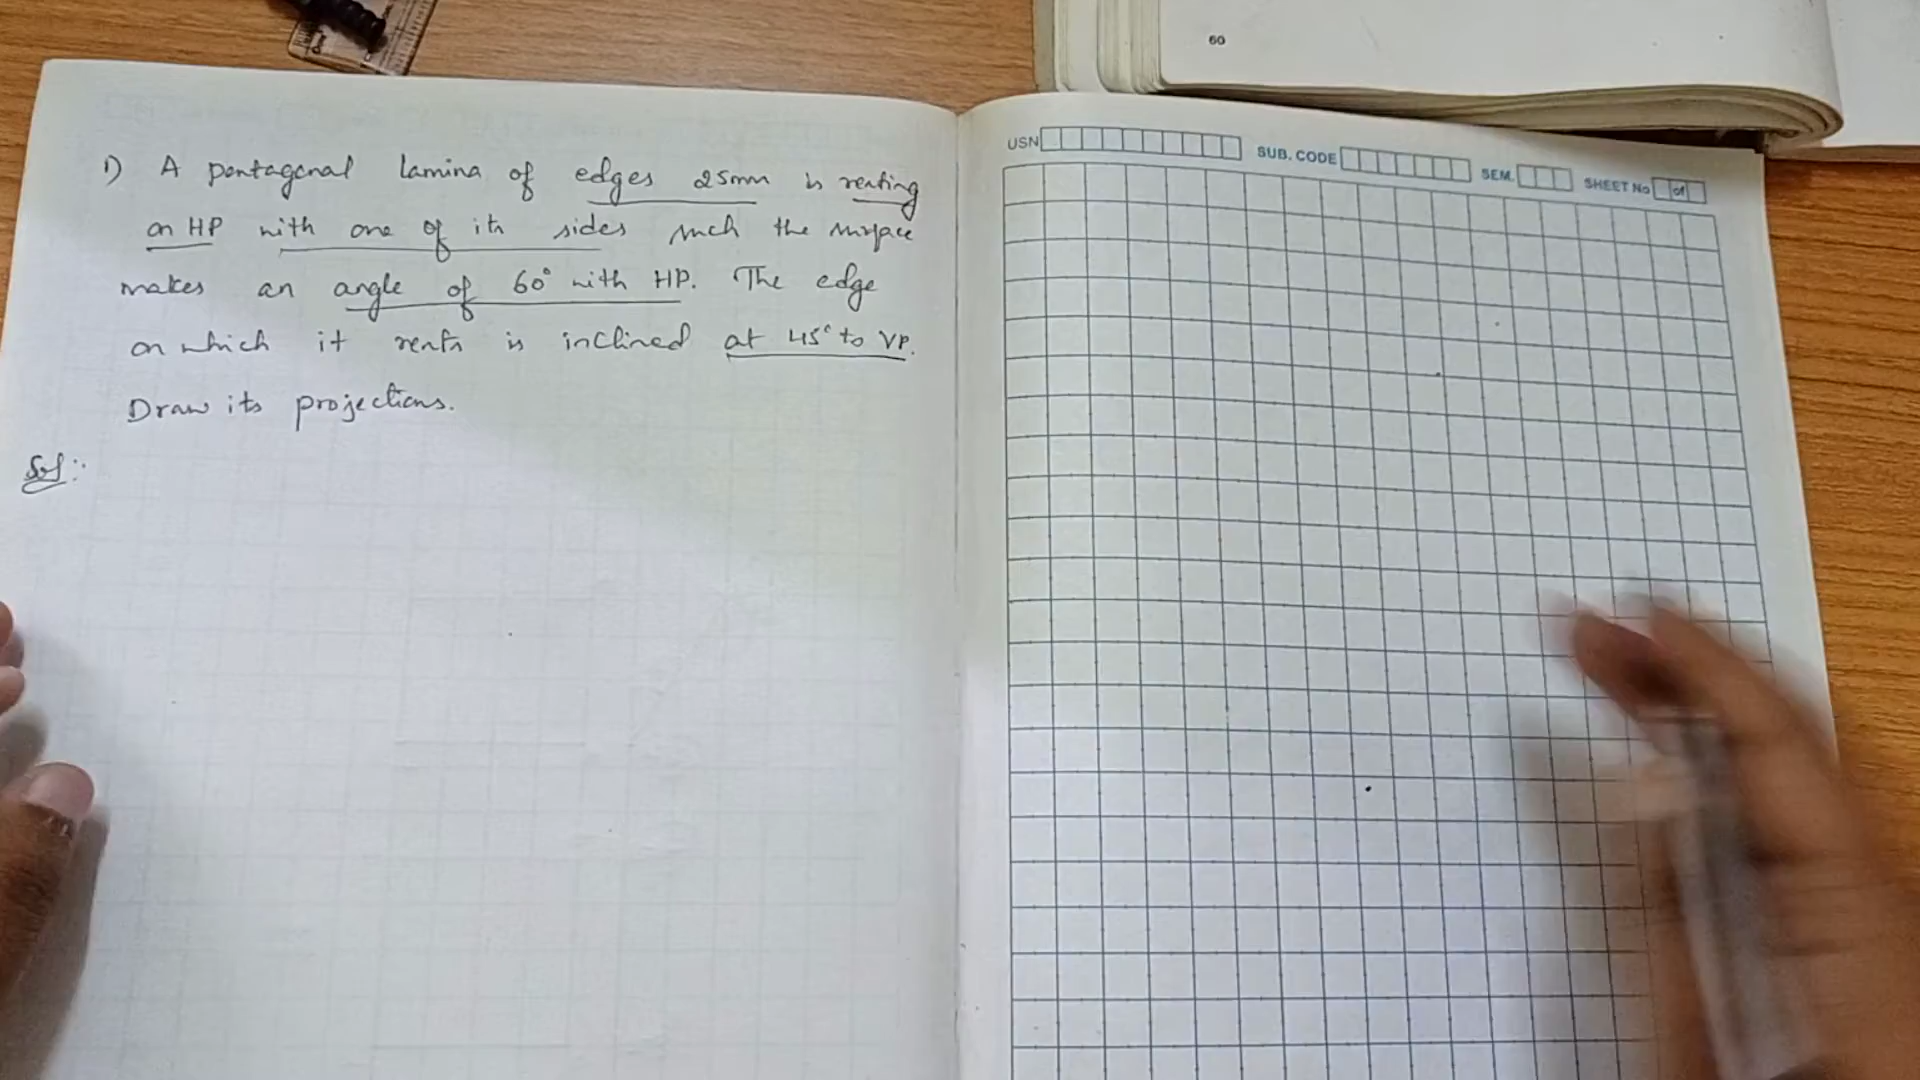 1) A pentagonal lamina of edges 25mm is resting
on HP with one of its sides such the surface
makes an angle of 60° with HP. The edge
on which it rests is inclined at 45° to VP.
Draw its projections.
Sol:
60
USN
SUB. CODE
SEM.
SHEET No of